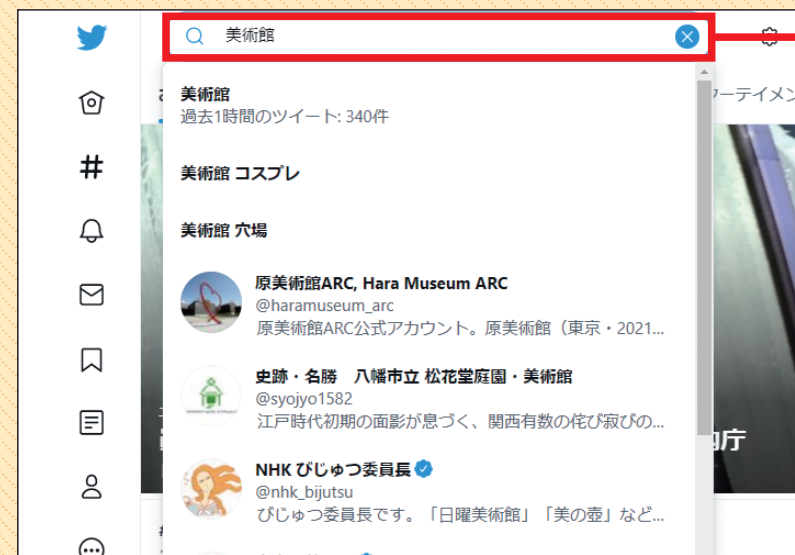 美術館
ーテイメン
美術館
過去1時間のツイート: 340件
美術館 コスプレ
美術館 穴場
原美術館ARC, Hara Museum ARC
@haramuseum_arc
原美術館ARC公式アカウント。原美術館（東京・2021...
史跡・名勝　八幡市立 松花堂庭園・美術館
@syojyo1582
江戸時代初期の面影が息づく、関西有数の侘び寂びの...
庁
NHK びじゅつ委員長
@nhk_bijutsu
びじゅつ委員長です。「日曜美術館」「美の壺」など...